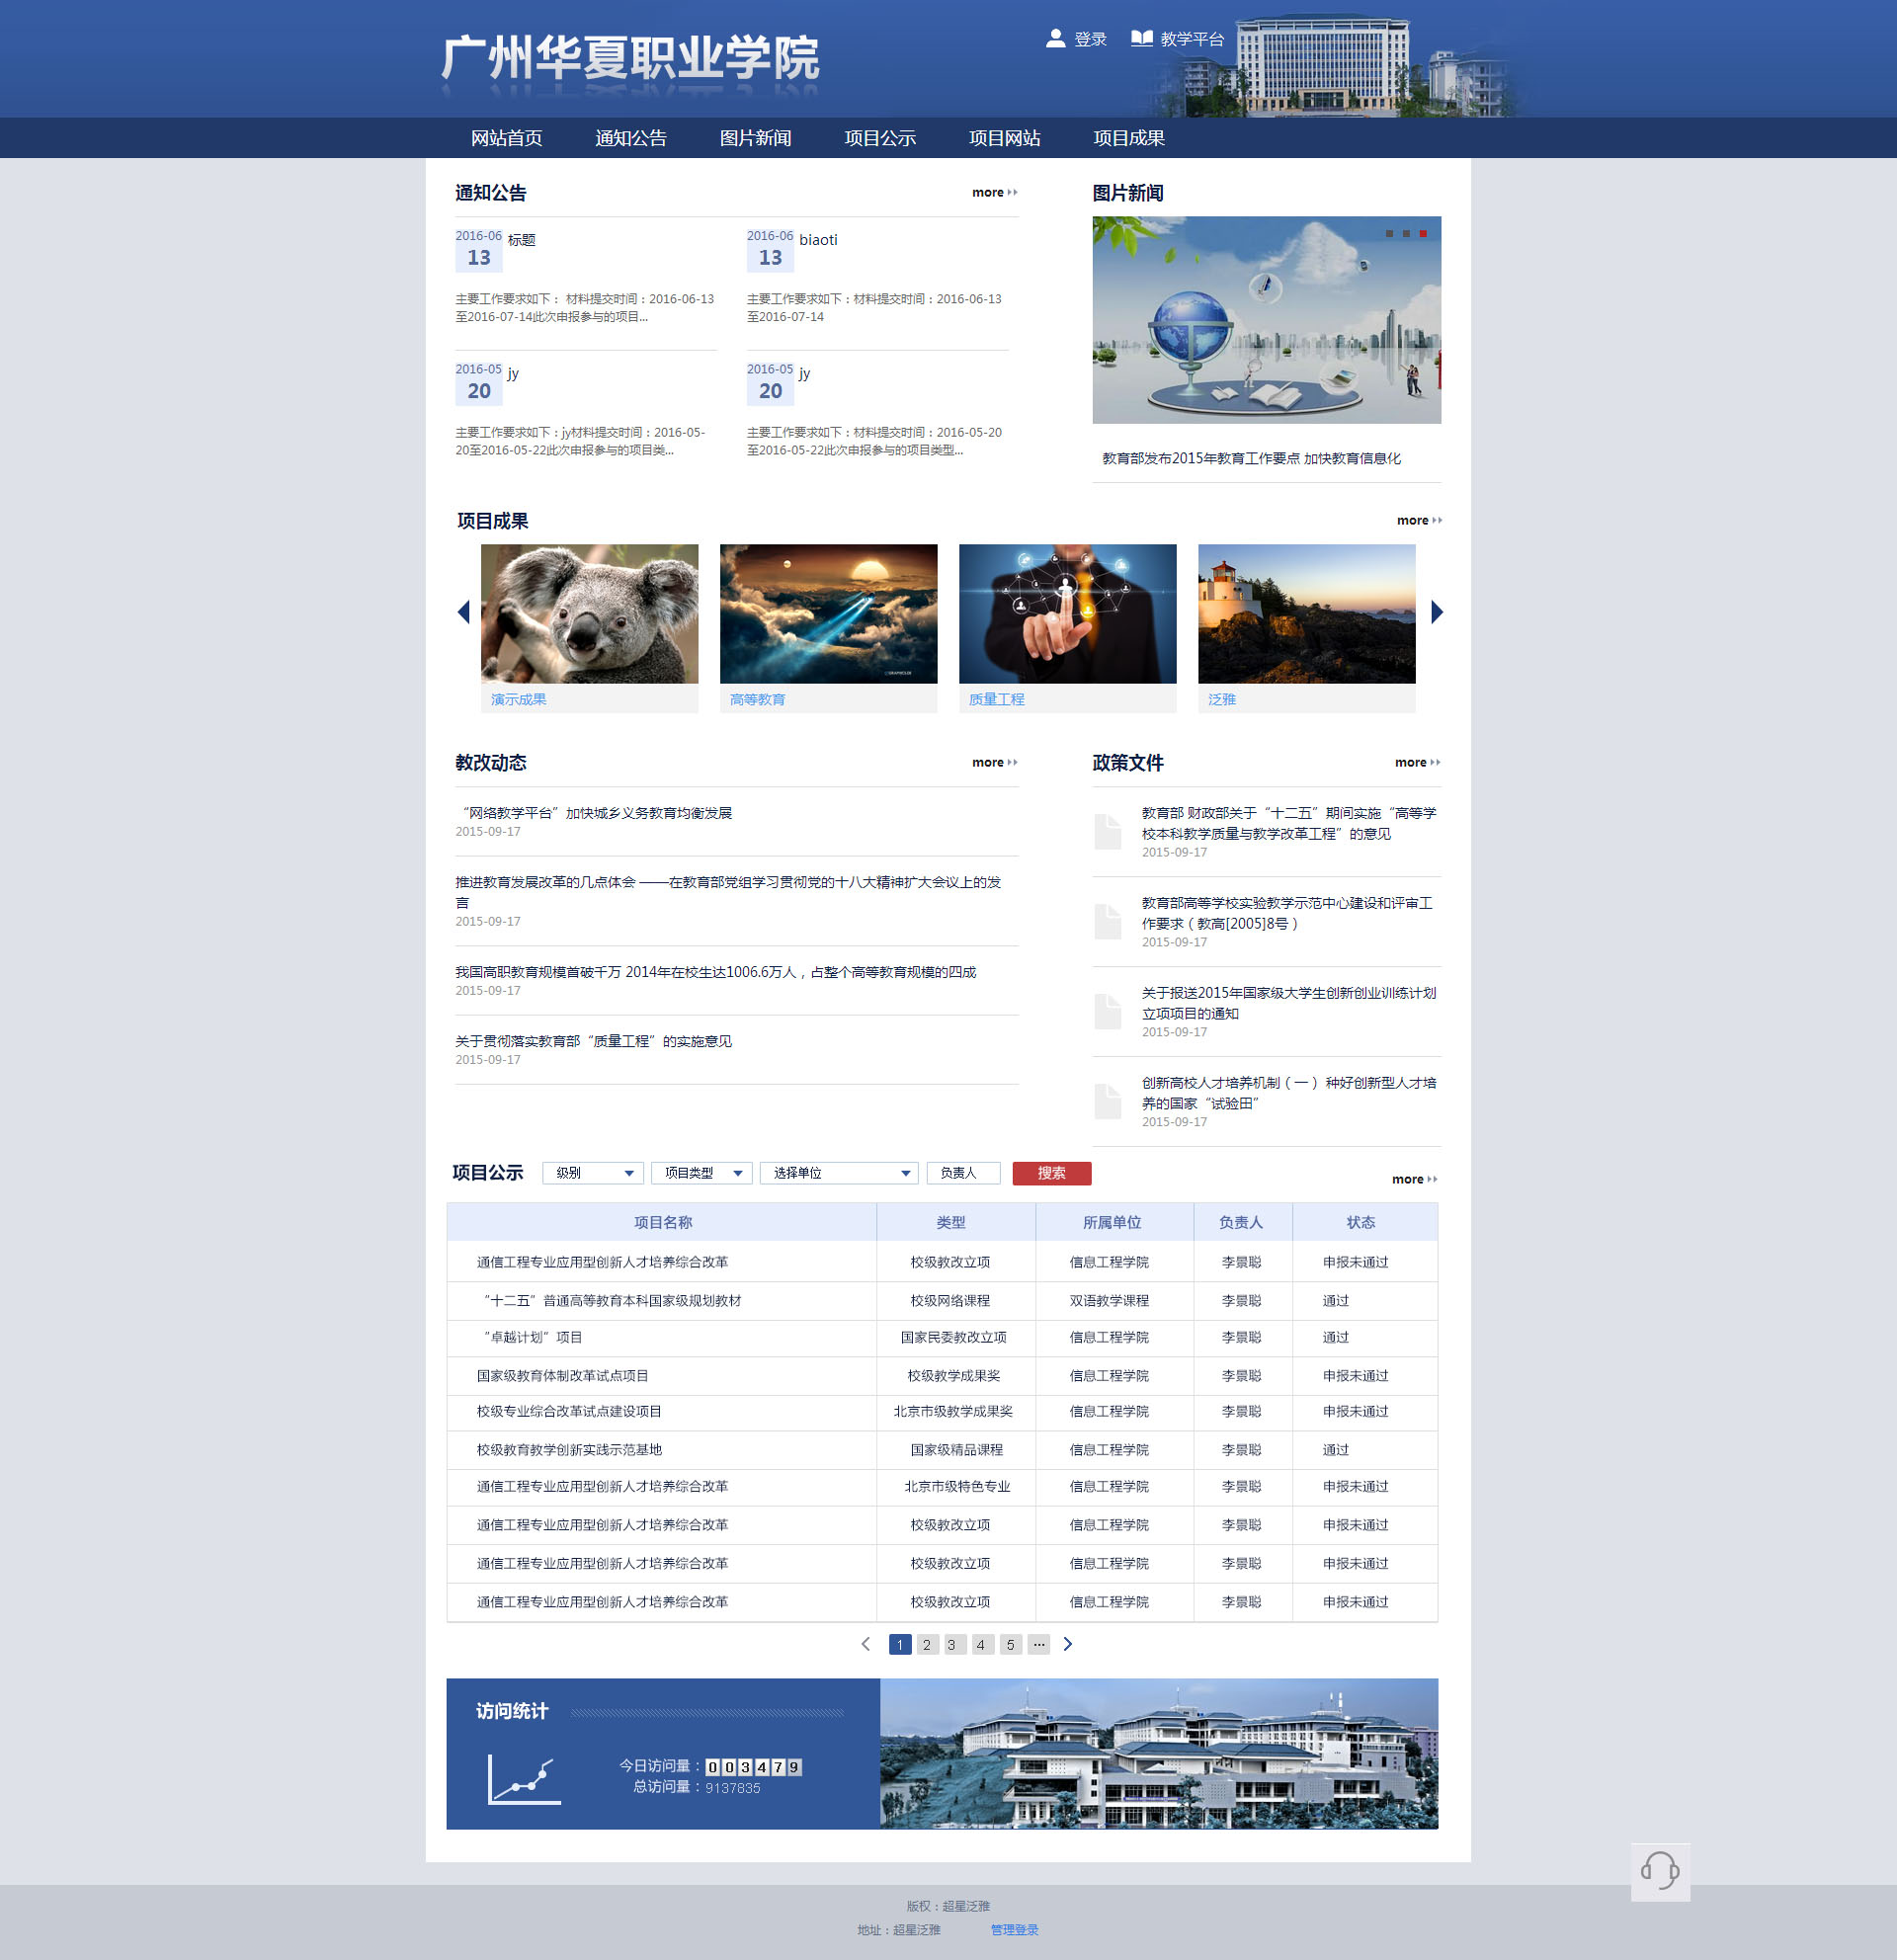 广州华夏职业学院
登录 教学平台
网站首页 通知公告 图片新闻 项目公示 项目网站 项目成果
通知公告 more
2016-06
13
标题
主要工作要求如下： 材料提交时间：2016-06-13
至2016-07-14此次申报参与的项目...
2016-06
13
biaoti
主要工作要求如下：材料提交时间：2016-06-13
至2016-07-14
2016-05
20
jy
主要工作要求如下：jy材料提交时间：2016-05-
20至2016-05-22此次申报参与的项目类...
2016-05
20
jy
主要工作要求如下：材料提交时间：2016-05-20
至2016-05-22此次申报参与的项目类型...
图片新闻
教育部发布2015年教育工作要点 加快教育信息化
项目成果 more
演示成果 高等教育 质量工程 泛雅
教改动态 more
“网络教学平台”加快城乡义务教育均衡发展
2015-09-17
推进教育发展改革的几点体会 ——在教育部党组学习贯彻党的十八大精神扩大会议上的发
言
2015-09-17
我国高职教育规模首破千万 2014年在校生达1006.6万人，占整个高等教育规模的四成
2015-09-17
关于贯彻落实教育部“质量工程”的实施意见
2015-09-17
政策文件 more
教育部 财政部关于“十二五”期间实施“高等学
校本科教学质量与教学改革工程”的意见
2015-09-17
教育部高等学校实验教学示范中心建设和评审工
作要求（教高[2005]8号）
2015-09-17
关于报送2015年国家级大学生创新创业训练计划
立项项目的通知
2015-09-17
创新高校人才培养机制（一） 种好创新型人才培
养的国家“试验田”
2015-09-17
项目公示 级别 项目类型 选择单位 负责人 搜索 more
项目名称 类型 所属单位 负责人 状态
通信工程专业应用型创新人才培养综合改革 校级教改立项 信息工程学院 李景聪 申报未通过
“十二五”普通高等教育本科国家级规划教材 校级网络课程 双语教学课程 李景聪 通过
“卓越计划”项目 国家民委教改立项 信息工程学院 李景聪 通过
国家级教育体制改革试点项目 校级教学成果奖 信息工程学院 李景聪 申报未通过
校级专业综合改革试点建设项目 北京市级教学成果奖 信息工程学院 李景聪 申报未通过
校级教育教学创新实践示范基地 国家级精品课程 信息工程学院 李景聪 通过
通信工程专业应用型创新人才培养综合改革 北京市级特色专业 信息工程学院 李景聪 申报未通过
通信工程专业应用型创新人才培养综合改革 校级教改立项 信息工程学院 李景聪 申报未通过
通信工程专业应用型创新人才培养综合改革 校级教改立项 信息工程学院 李景聪 申报未通过
通信工程专业应用型创新人才培养综合改革 校级教改立项 信息工程学院 李景聪 申报未通过
1 2 3 4 5 ...
访问统计
今日访问量：003479
总访问量：9137835
版权：超星泛雅
地址：超星泛雅 管理登录